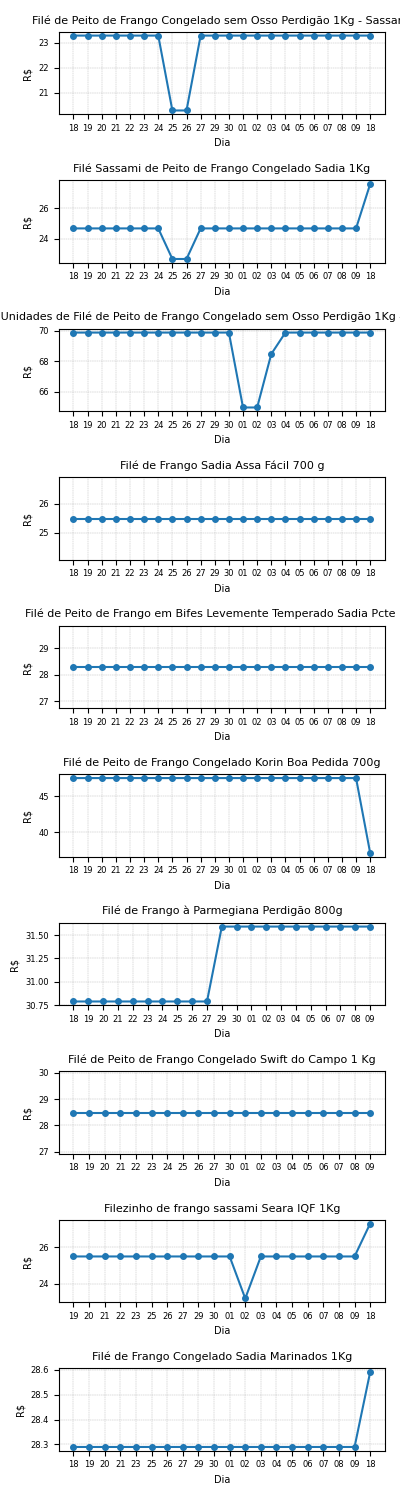 Filé de Peito de Frango Congelado sem Osso Perdigão 1Kg - Sassar
23
22
21
R$
18 19 20 21 22 23 24 25 26 27 28 29 30 01 02 03 04 05 06 07 08 09 18
Dia
Filé Sassami de Peito de Frango Congelado Sadia 1Kg
26
24
R$
18 19 20 21 22 23 24 25 26 27 28 29 30 01 02 03 04 05 06 07 08 09 18
Dia
Unidades de Filé de Peito de Frango Congelado sem Osso Perdigão 1Kg
70
68
66
R$
18 19 20 21 22 23 24 25 26 27 28 29 30 01 02 03 04 05 06 07 08 09 18
Dia
Filé de Frango Sadia Assa Fácil 700 g
26
25
R$
18 19 20 21 22 23 24 25 26 27 28 29 30 01 02 03 04 05 06 07 08 09 18
Dia
Filé de Peito de Frango em Bifes Levemente Temperado Sadia Pcte
29
28
27
R$
18 19 20 21 22 23 24 25 26 27 28 29 30 01 02 03 04 05 06 07 08 09 18
Dia
Filé de Peito de Frango Congelado Korin Boa Pedida 700g
45
40
R$
18 19 20 21 22 23 24 25 26 27 28 29 30 01 02 03 04 05 06 07 08 09 18
Dia
Filé de Frango à Parmegiana Perdigão 800g
31.50
31.25
31.00
30.75
R$
18 19 20 21 22 23 24 25 26 27 29 30 01 02 03 04 05 06 07 08 09
Dia
Filé de Peito de Frango Congelado Swift do Campo 1 Kg
30
29
28
27
R$
18 19 20 21 22 23 24 25 26 27 28 29 30 01 02 03 04 05 06 07 08 09
Dia
Filezinho de frango sassami Seara IQF 1Kg
26
24
R$
19 20 21 22 23 24 25 27 29 30 01 02 03 04 05 06 07 08 09 18
Dia
Filé de Frango Congelado Sadia Marinados 1Kg
28.6
28.5
28.4
28.3
R$
18 19 20 21 22 23 25 26 27 29 30 01 02 03 04 05 07 08 09 18
Dia